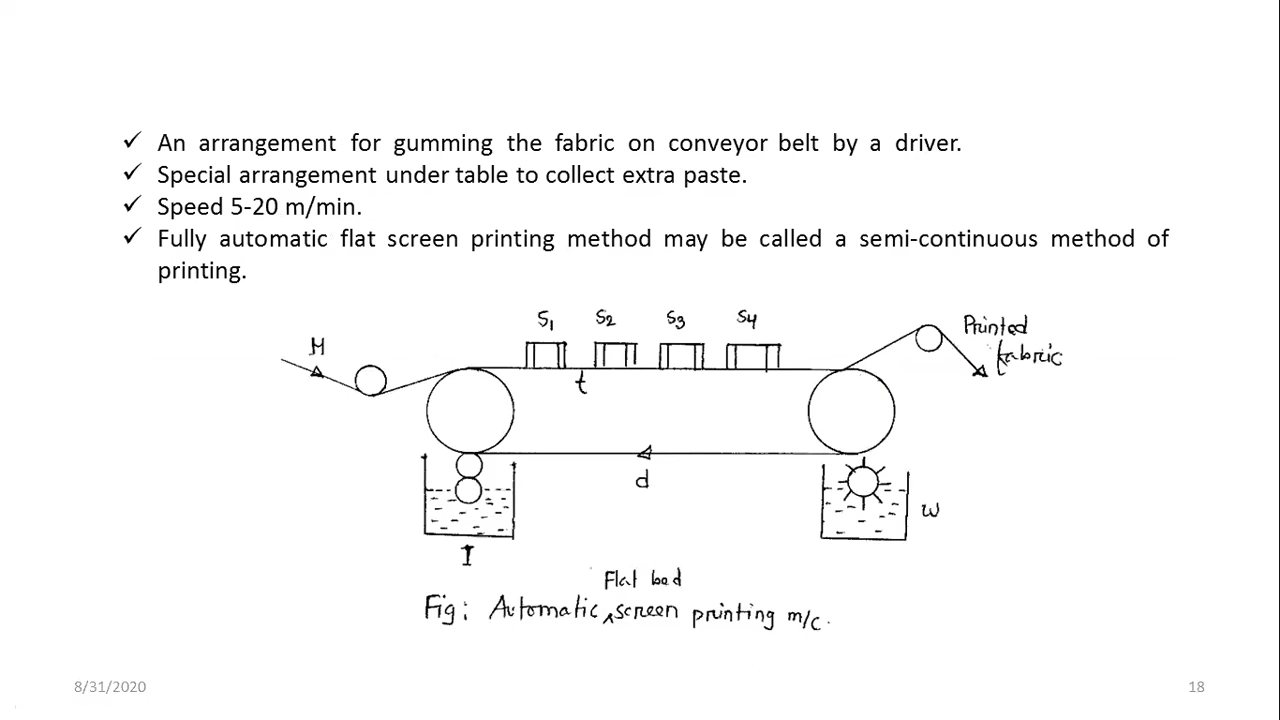 ✓ An arrangement for gumming the fabric on conveyor belt by a driver.
✓ Special arrangement under table to collect extra paste.
✓ Speed 5-20 m/min.
✓ Fully automatic flat screen printing method may be called a semi-continuous method of
printing.
S1 S2 S3 S4
M
Printed
fabric
t
d
W
I
Flat bed
Fig: Automatic ^ screen printing m/c.
8/31/2020
18